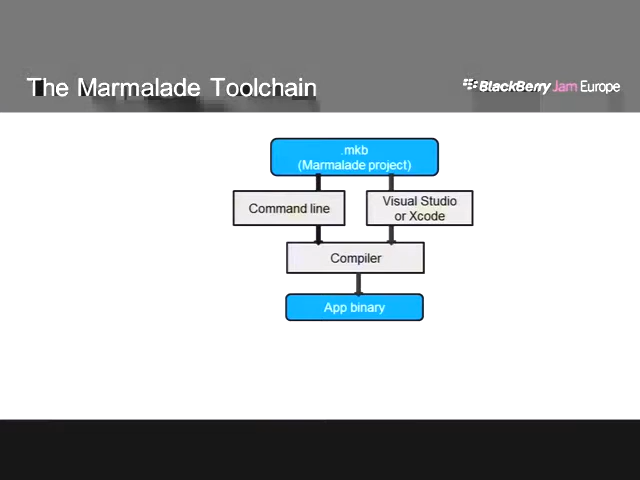 The Marmalade Toolchain
BlackBerry Jam Europe
.mkb
(Marmalade project)
Command line
Visual Studio
or Xcode
Compiler
App binary